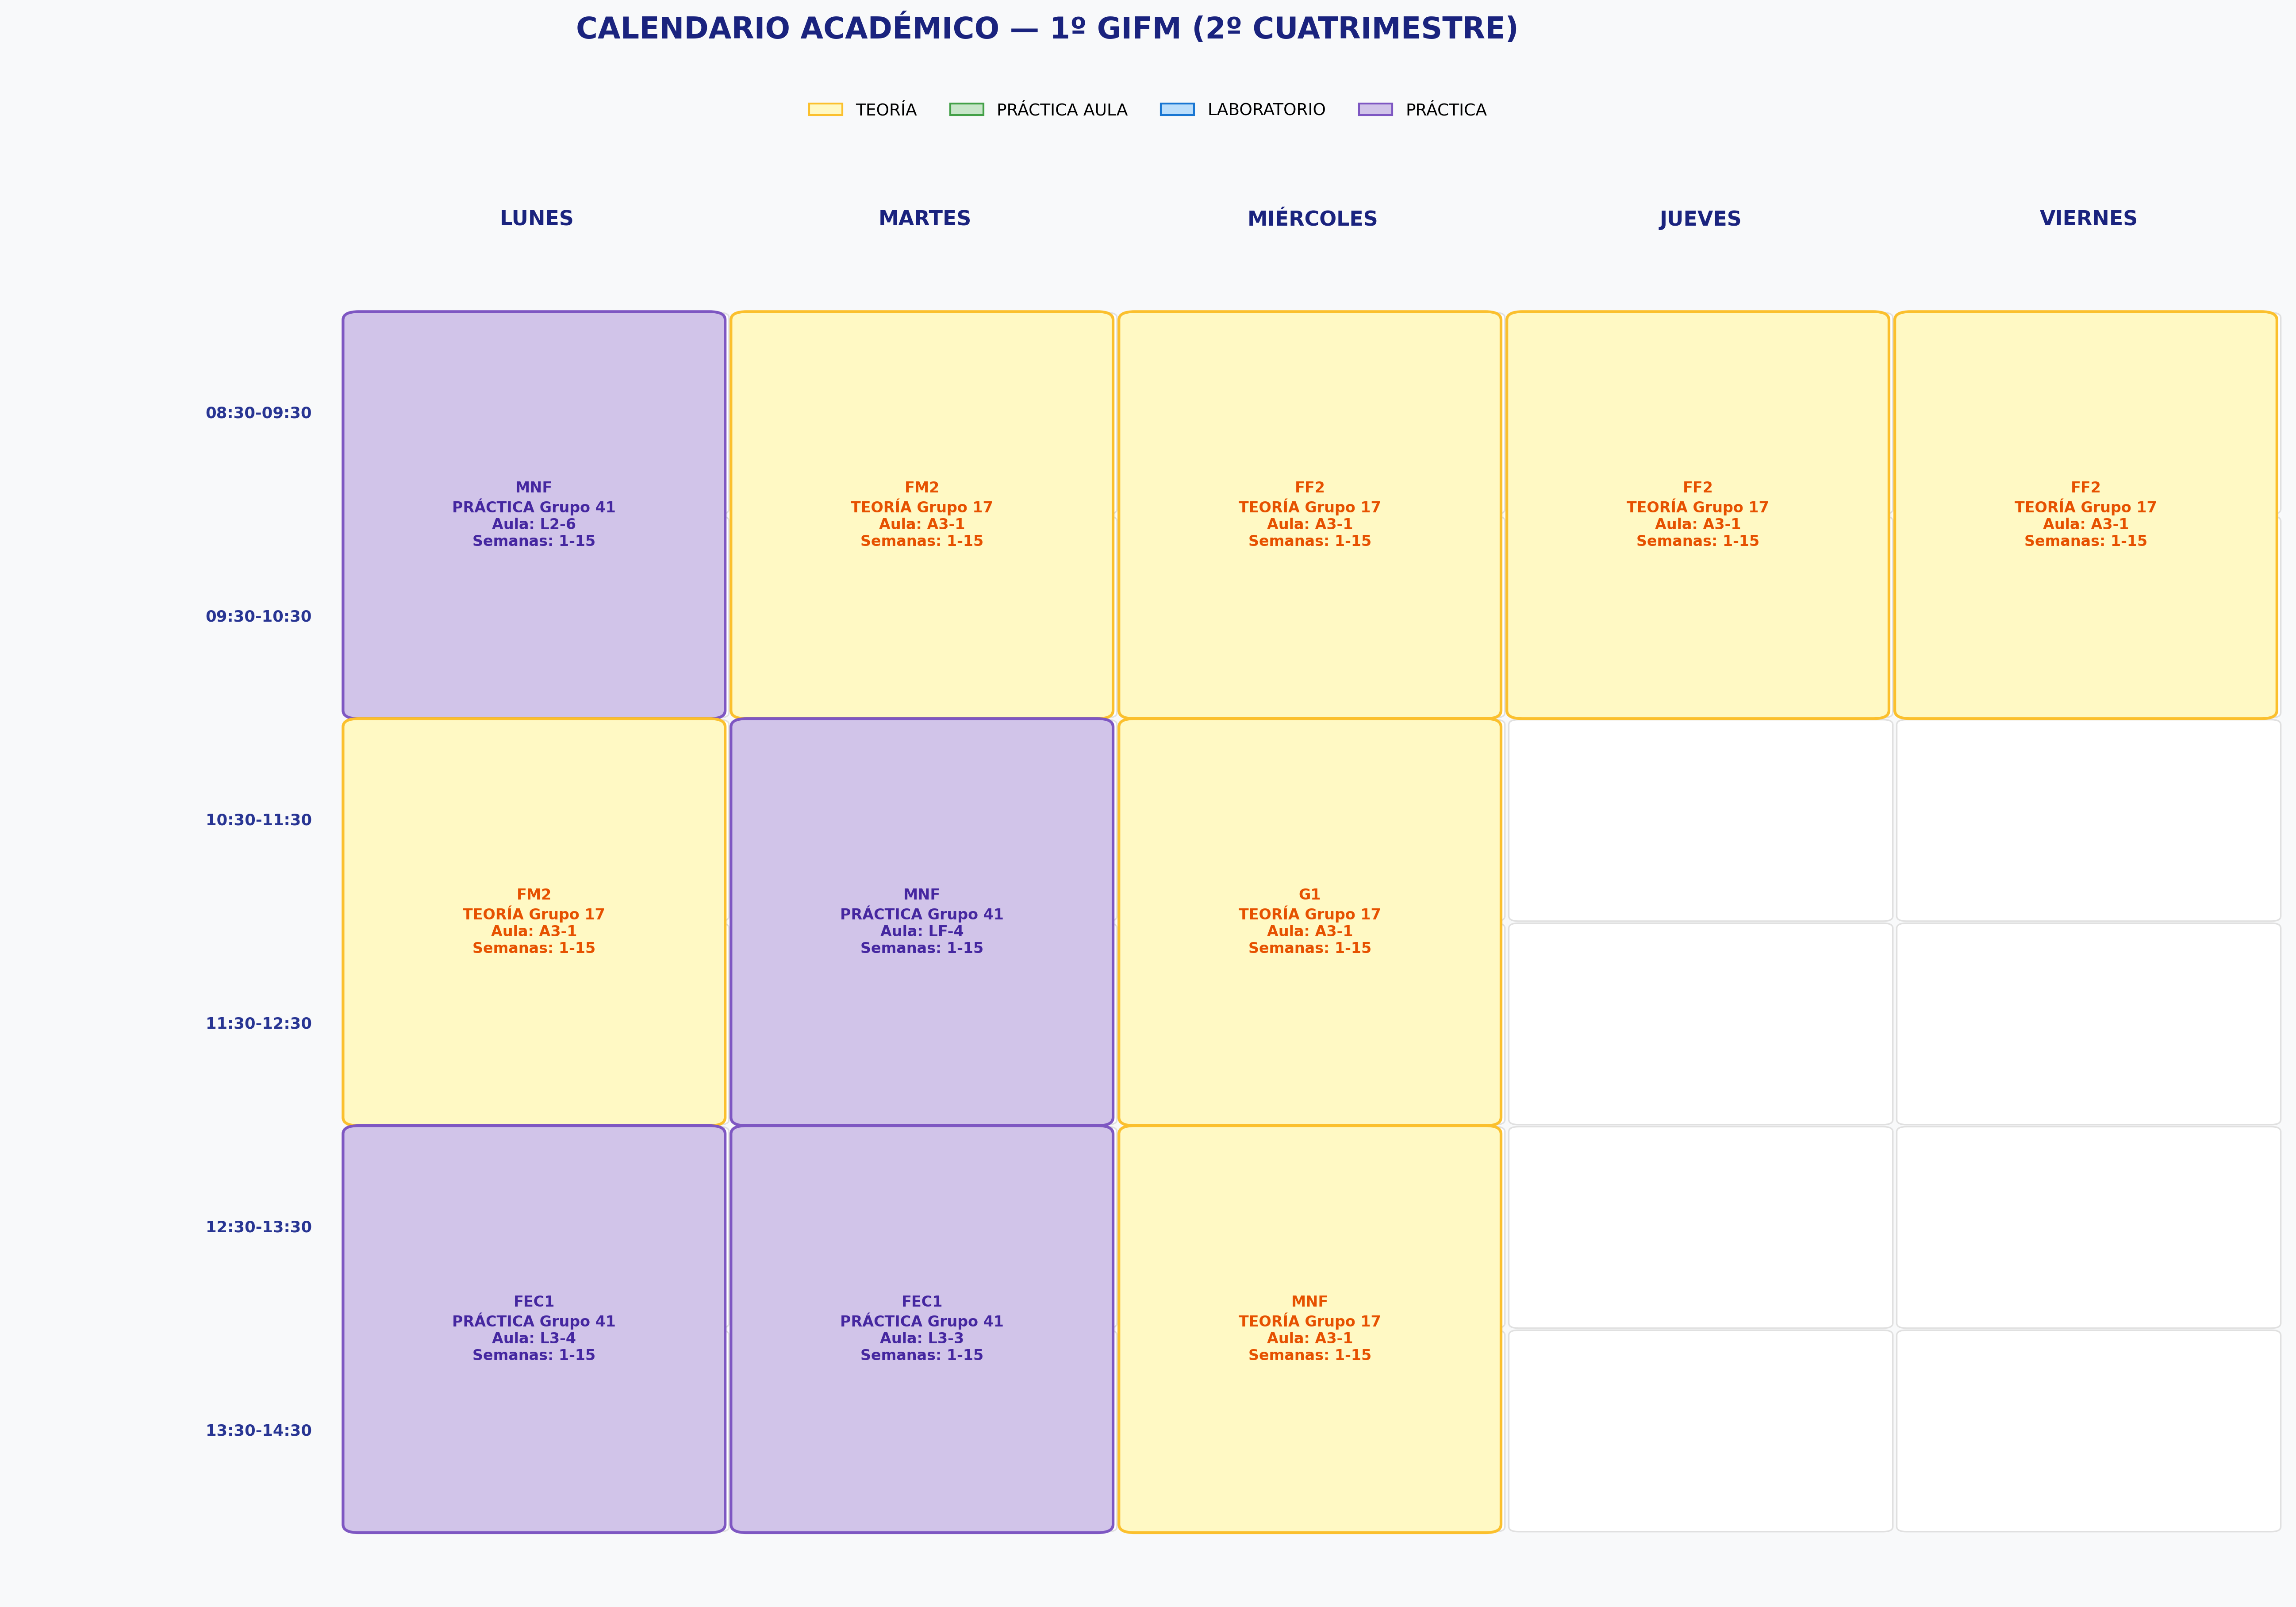 CALENDARIO ACADÉMICO — 1º GIFM (2º CUATRIMESTRE)
TEORÍA
PRÁCTICA AULA
LABORATORIO
PRÁCTICA
LUNES
MARTES
MIÉRCOLES
JUEVES
VIERNES
08:30-09:30
09:30-10:30
MNF
PRÁCTICA Grupo 41
Aula: L2-6
Semanas: 1-15
FM2
TEORÍA Grupo 17
Aula: A3-1
Semanas: 1-15
FF2
TEORÍA Grupo 17
Aula: A3-1
Semanas: 1-15
FF2
TEORÍA Grupo 17
Aula: A3-1
Semanas: 1-15
FF2
TEORÍA Grupo 17
Aula: A3-1
Semanas: 1-15
10:30-11:30
11:30-12:30
FM2
TEORÍA Grupo 17
Aula: A3-1
Semanas: 1-15
MNF
PRÁCTICA Grupo 41
Aula: LF-4
Semanas: 1-15
G1
TEORÍA Grupo 17
Aula: A3-1
Semanas: 1-15
12:30-13:30
13:30-14:30
FEC1
PRÁCTICA Grupo 41
Aula: L3-4
Semanas: 1-15
FEC1
PRÁCTICA Grupo 41
Aula: L3-3
Semanas: 1-15
MNF
TEORÍA Grupo 17
Aula: A3-1
Semanas: 1-15